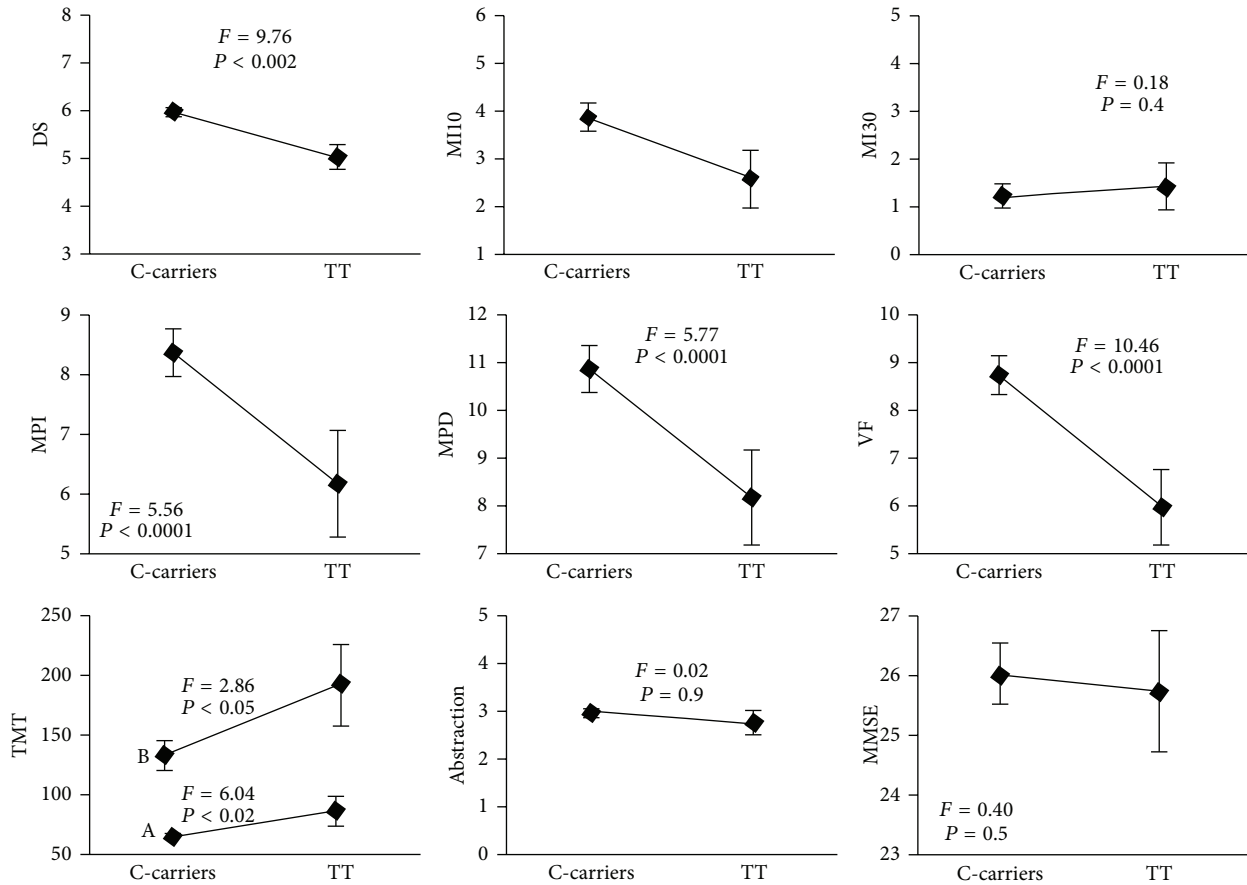 8
7
6
5
4
3
DS
F = 9.76
P < 0.002
C-carriers
TT
6
5
4
3
2
1
MI10
C-carriers
TT
5
4
3
2
1
0
MI30
F = 0.18
P = 0.4
C-carriers
TT
9
8
7
6
5
MPI
F = 5.56
P < 0.0001
C-carriers
TT
12
11
10
9
8
7
MPD
F = 5.77
P < 0.0001
C-carriers
TT
10
9
8
7
6
5
VF
F = 10.46
P < 0.0001
C-carriers
TT
250
200
150
100
50
TMT
F = 2.86
P < 0.05
B
F = 6.04
P < 0.02
A
C-carriers
TT
5
4
3
2
1
0
Abstraction
F = 0.02
P = 0.9
C-carriers
TT
27
26
25
24
23
MMSE
F = 0.40
P = 0.5
C-carriers
TT